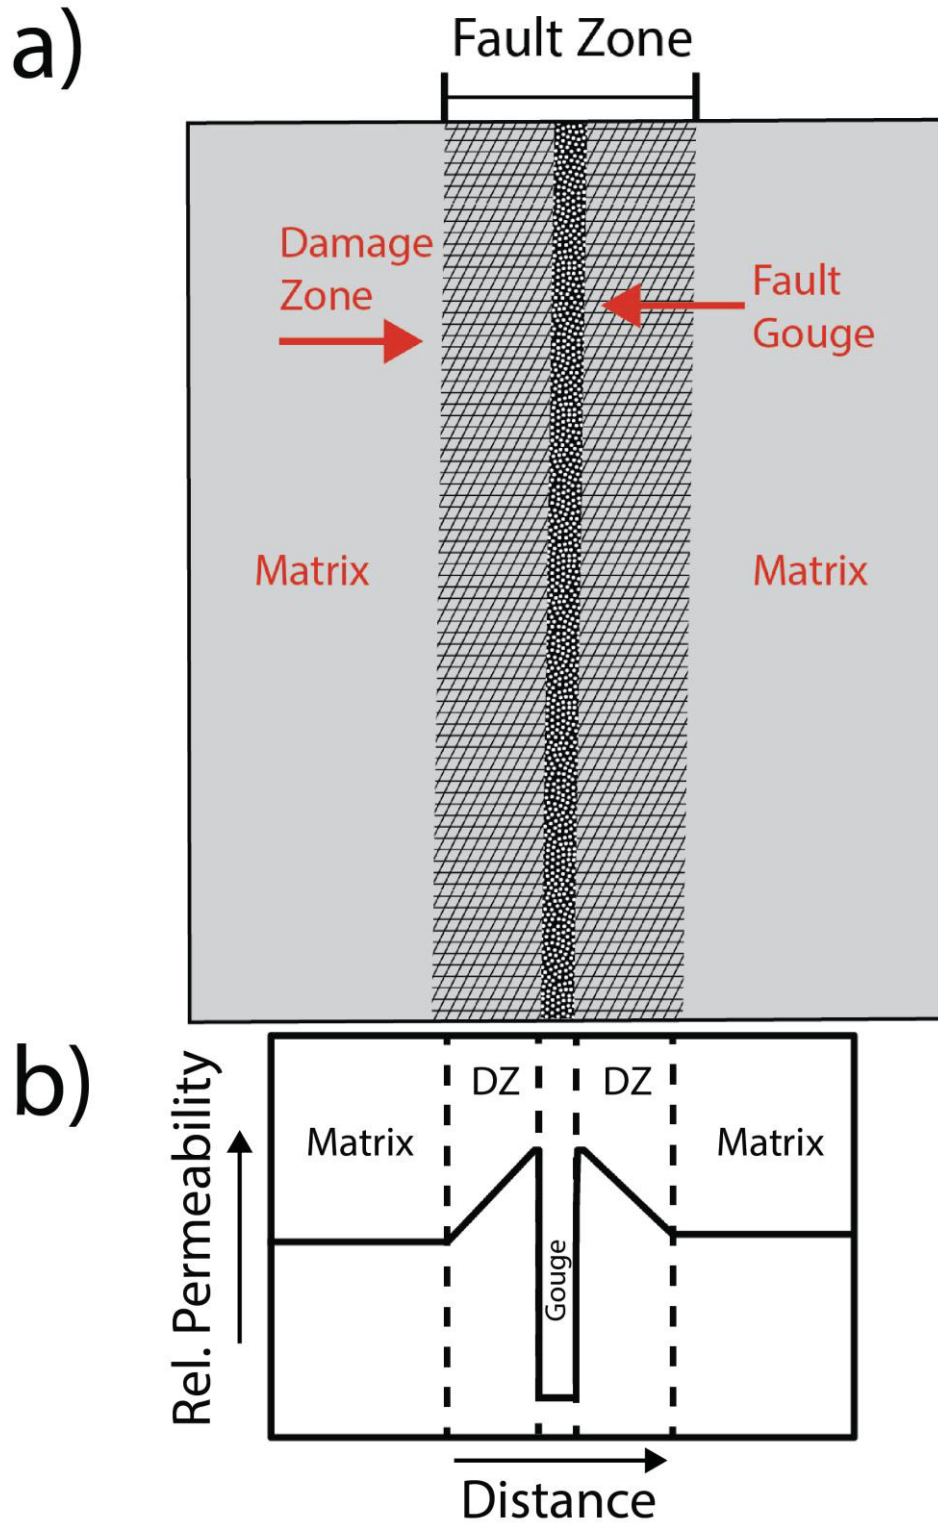 a)
Fault Zone
Damage
Zone
Fault
Gouge
Matrix
Matrix
b)
Rel. Permeability
Matrix
DZ
DZ
Matrix
Gouge
Distance